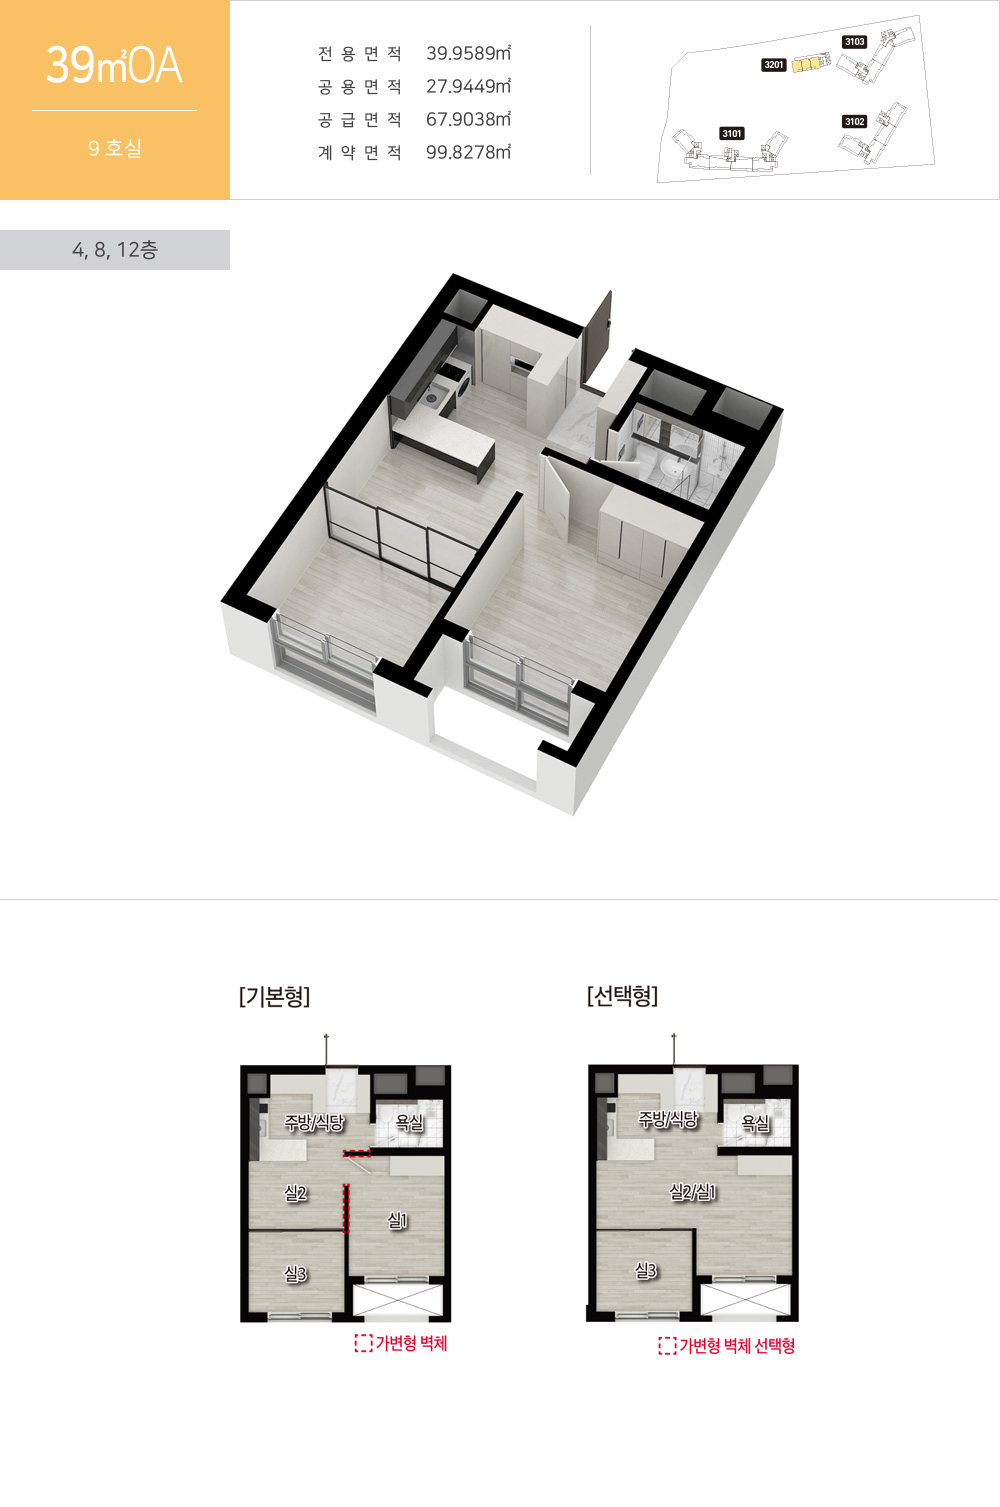 39㎡OA
9 호실
전용면적 39.9589㎡
공용면적 27.9449㎡
공급면적 67.9038㎡
계약면적 99.8278㎡
3103
3201
3102
3101
4, 8, 12층
[기본형]
주방/식당
욕실
실2
실1
실3
가변형 벽체
[선택형]
주방/식당
욕실
실2/실1
실3
가변형 벽체 선택형